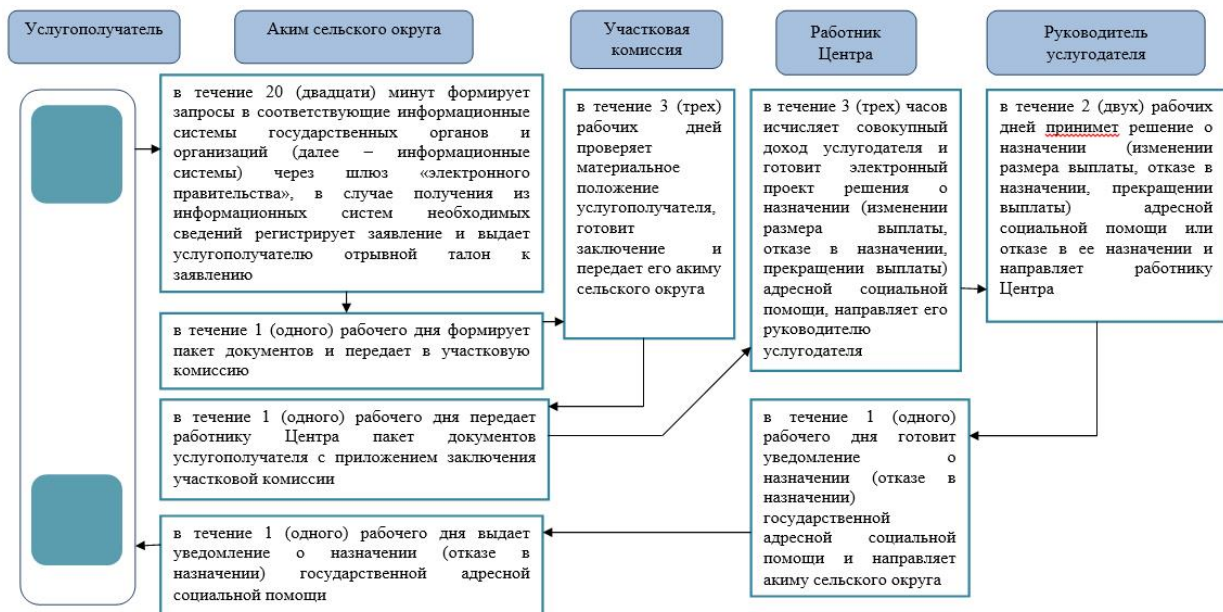 Услугополучатель
Аким сельского округа
Участковая
комиссия
Работник
Центра
Руководитель
услугодателя
в течение 20 (двадцати) минут формирует
запросы в соответствующие информационные
системы государственных органов и
организаций (далее – информационные
системы) через шлюз «электронного
правительства», в случае получения из
информационных систем необходимых
сведений регистрирует заявление и выдает
услугополучателю отрывной талон к
заявлению
в течение 1 (одного) рабочего дня формирует
пакет документов и передает в участковую
комиссию
в течение 3 (трех)
рабочих дней
проверяет
материальное
положение
услугополучателя,
готовит
заключение и
передает его акиму
сельского округа
в течение 1 (одного) рабочего дня передает
работнику Центра пакет документов
услугополучателя с приложением заключения
участковой комиссии
в течение 3 (трех) часов
исчисляет совокупный
доход услугодателя и
готовит электронный
проект решения о
назначении (изменении
размера выплаты,
отказе в назначении,
прекращении выплаты)
адресной социальной
помощи, направляет его
руководителю
услугодателя
в течение 2 (двух) рабочих
дней принимет решение о
назначении (изменении
размера выплаты, отказе в
назначении, прекращении
выплаты) адресной
социальной помощи или
отказе в ее назначении и
направляет работнику
Центра
в течение 1 (одного)
рабочего дня готовит
уведомление о
назначении (отказе в
назначении)
государственной
адресной социальной
помощи и направляет
акиму сельского округа
в течение 1 (одного) рабочего дня выдает
уведомление о назначении (отказе в
назначении) государственной адресной
социальной помощи